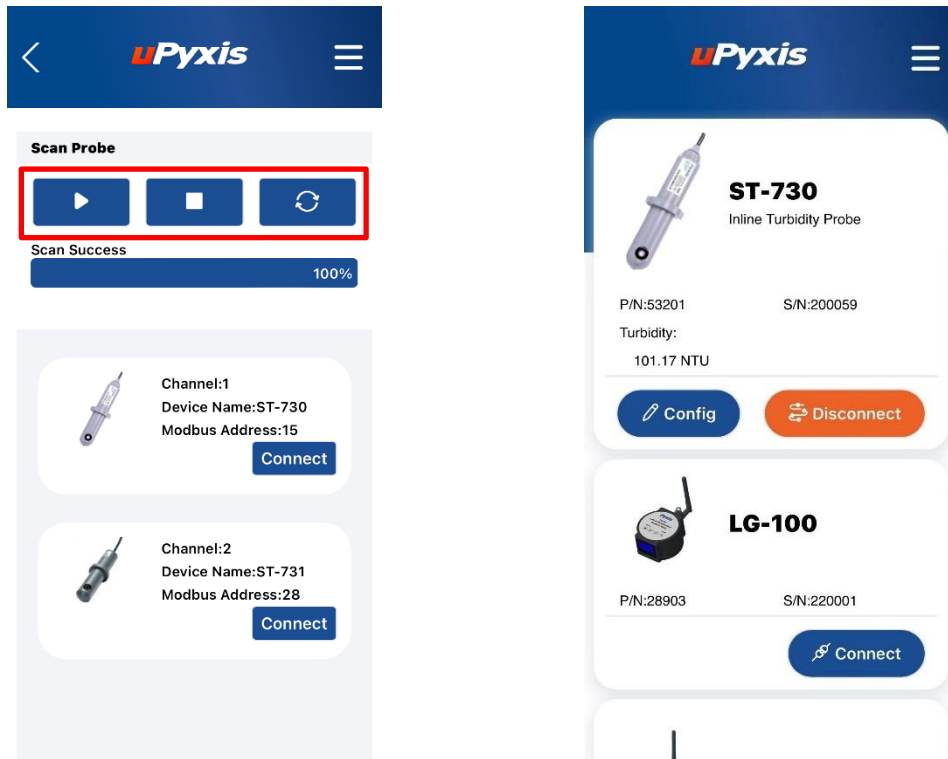 uPyxis
Scan Probe
Scan Success
100%
Channel:1
Device Name:ST-730
Modbus Address:15
Connect
Channel:2
Device Name:ST-731
Modbus Address:28
Connect
uPyxis
ST-730
Inline Turbidity Probe
P/N:53201 S/N:200059
Turbidity:
101.17 NTU
Config Disconnect
LG-100
P/N:28903 S/N:220001
Connect